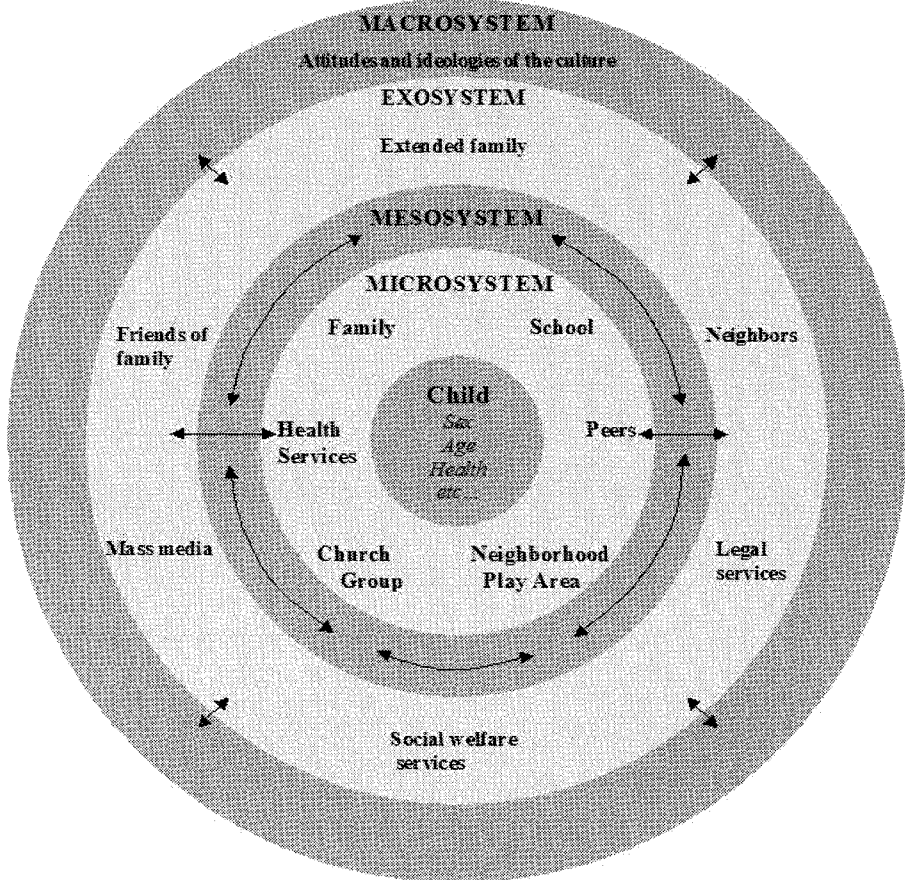 MACROSYSTEM
Attitudes and ideologies of the culture
EXOSYSTEM
Extended family
MESOSYSTEM
MICROSYSTEM
Family
School
Friends of
family
Neighbors
Child
Sex
Age
Health
etc...
Health
Services
Peers
Mass media
Church
Group
Neighborhood
Play Area
Legal
services
Social welfare
services